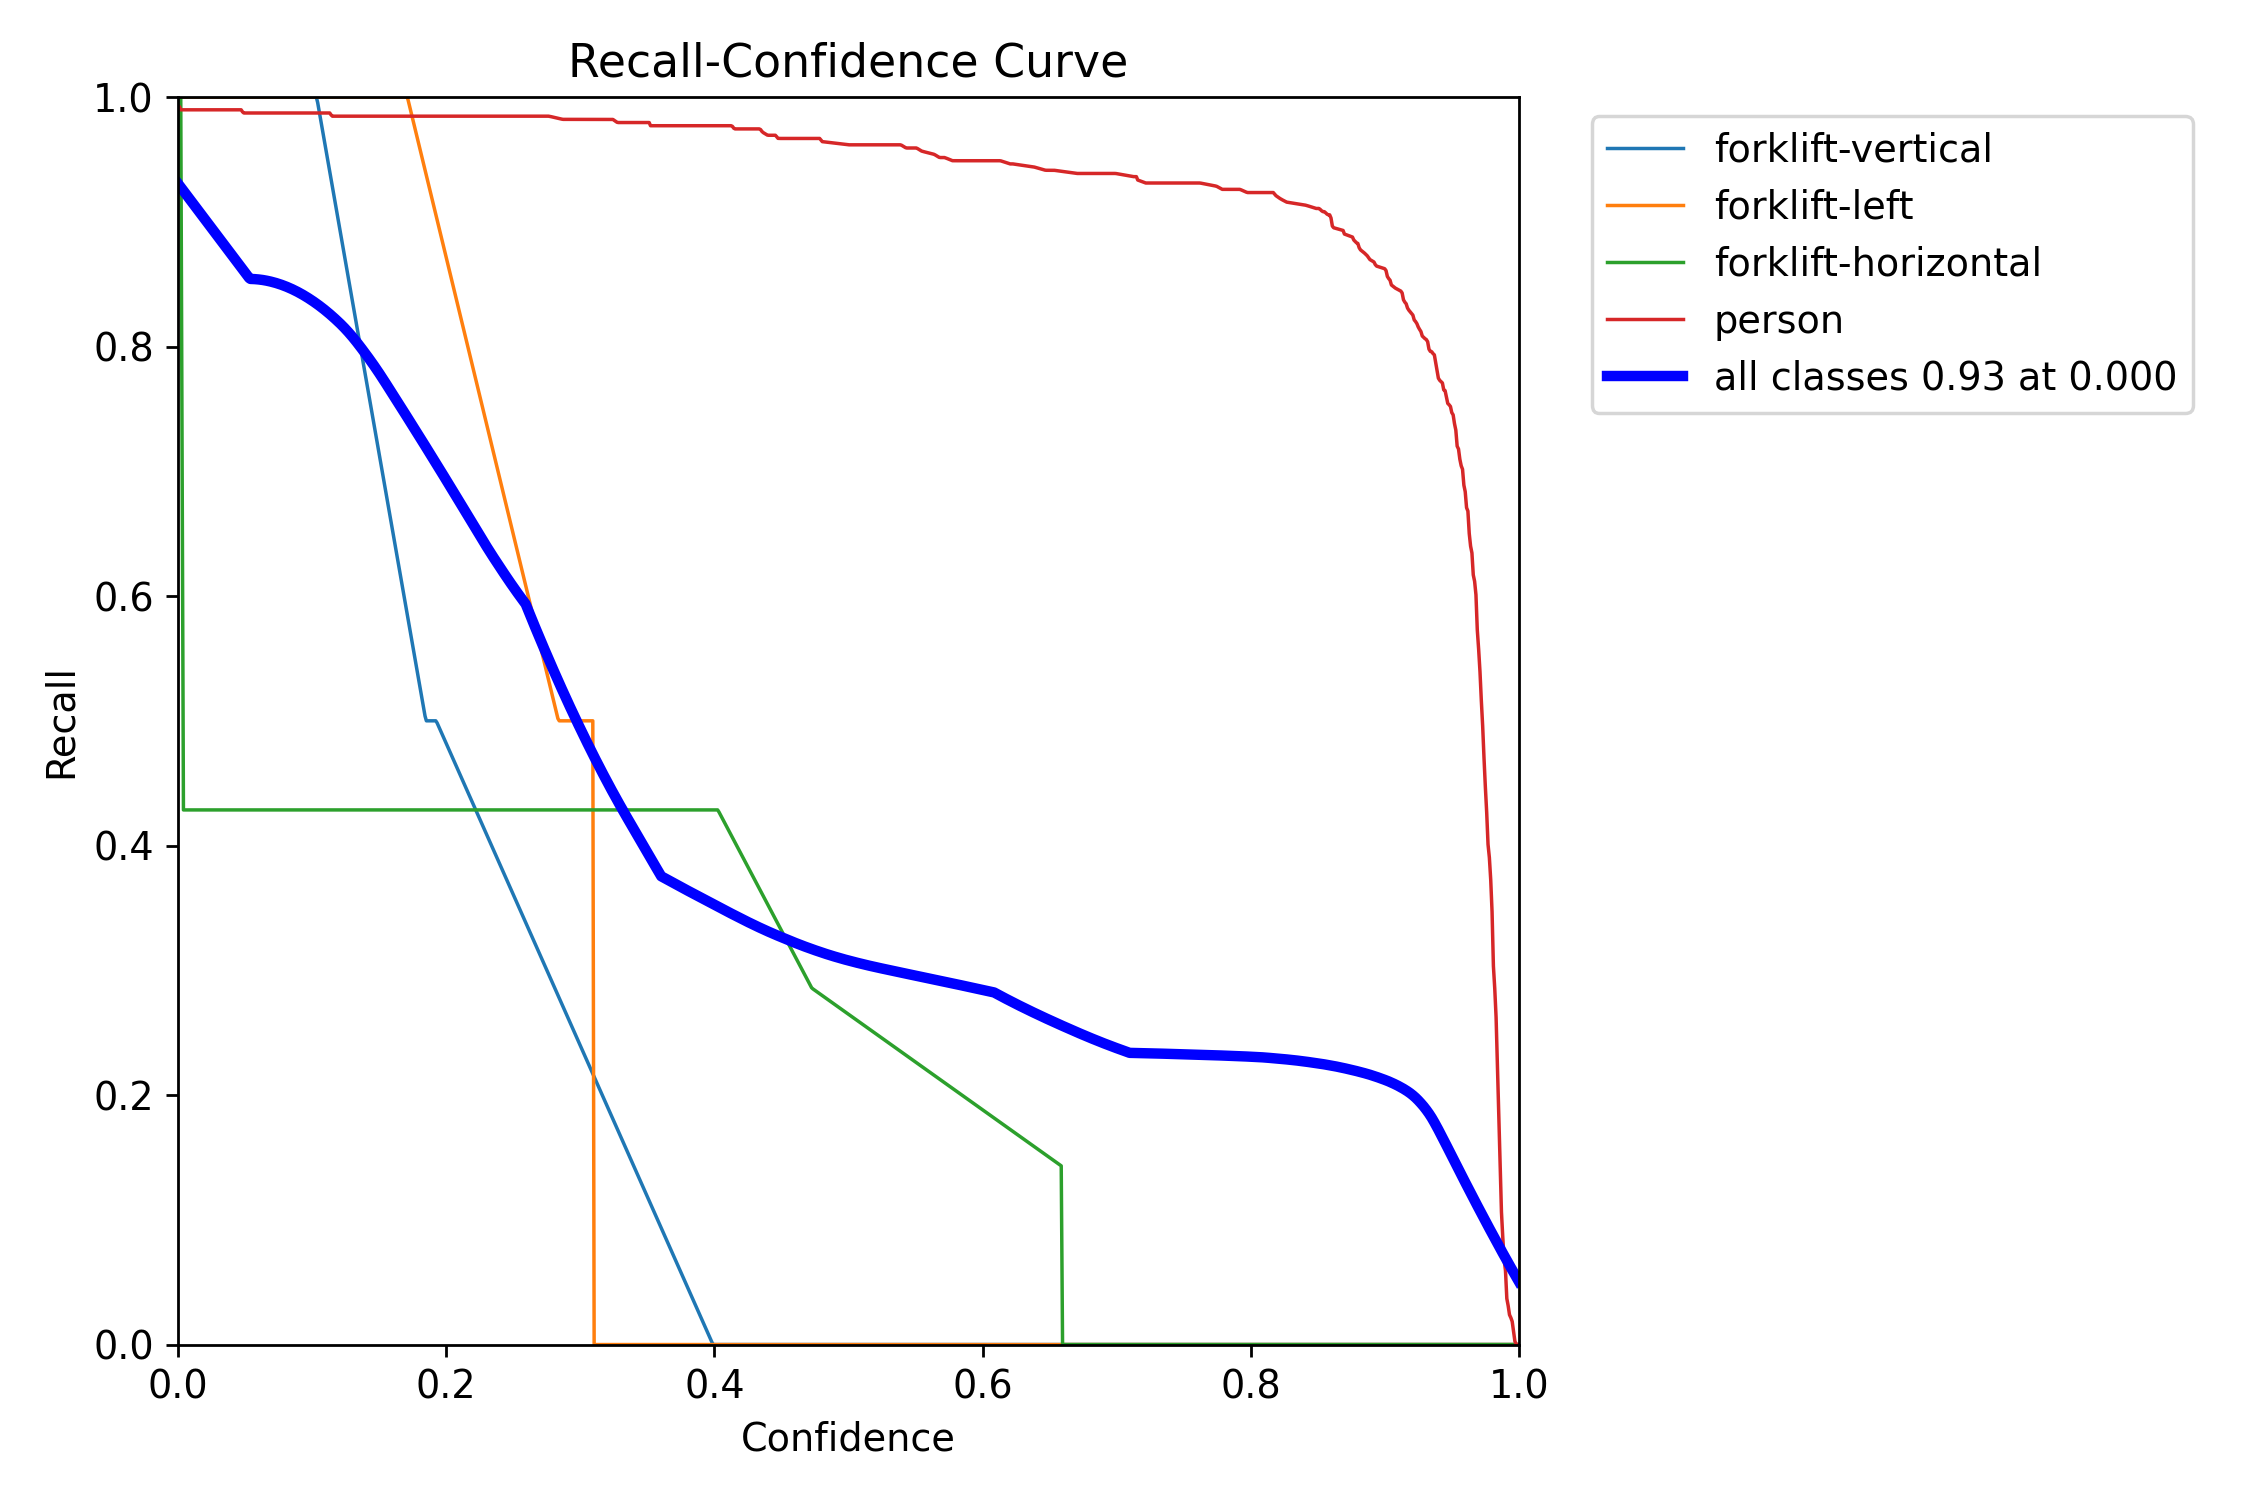 Recall-Confidence Curve
1.0
0.8
0.6
0.4
0.2
0.0
Recall
0.0 0.2 0.4 0.6 0.8 1.0
Confidence
forklift-vertical
forklift-left
forklift-horizontal
person
all classes 0.93 at 0.000